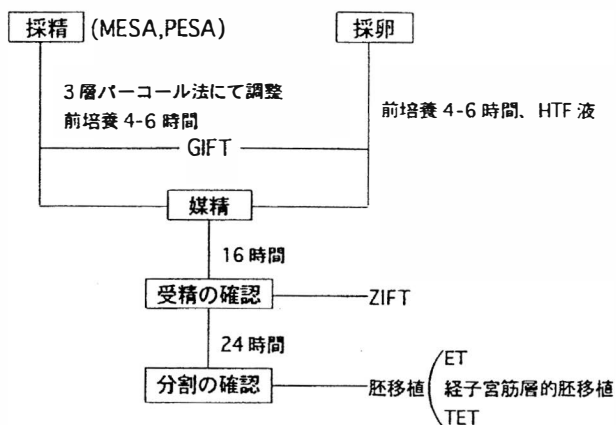 採精 (MESA,PESA)
採卵
3層パーコール法にて調整
前培養 4-6 時間
前培養 4-6 時間、HTF 液
GIFT
媒精
16 時間
受精の確認
ZIFT
24 時間
分割の確認
胚移植
ET
経子宮筋層的胚移植
TET